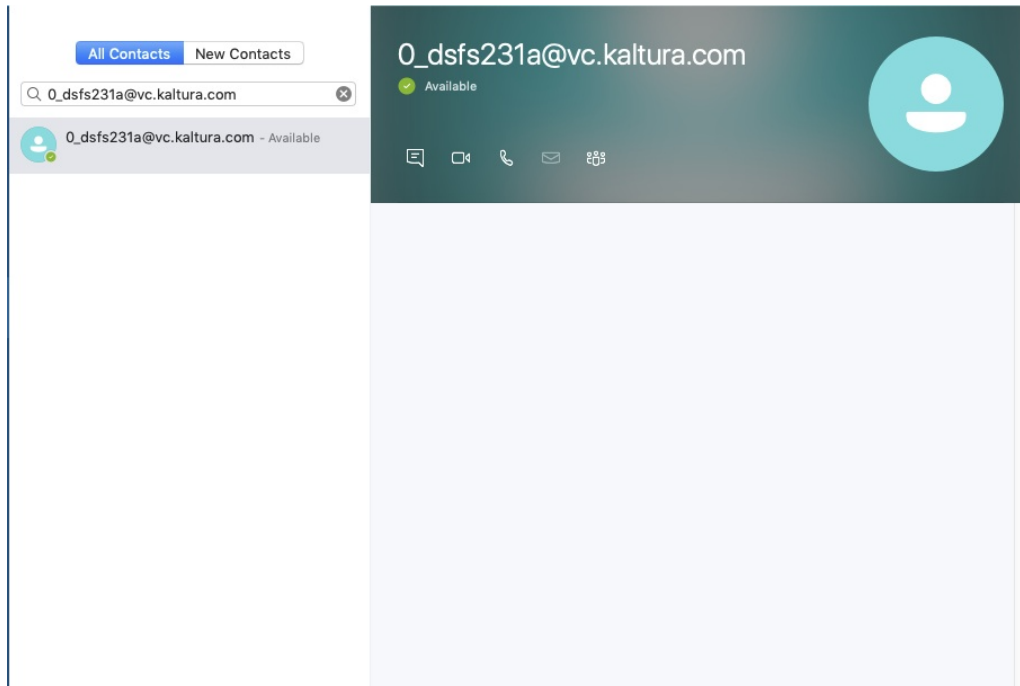 All Contacts New Contacts
0_dsfs231a@vc.kaltura.com
0_dsfs231a@vc.kaltura.com - Available
0_dsfs231a@vc.kaltura.com
Available